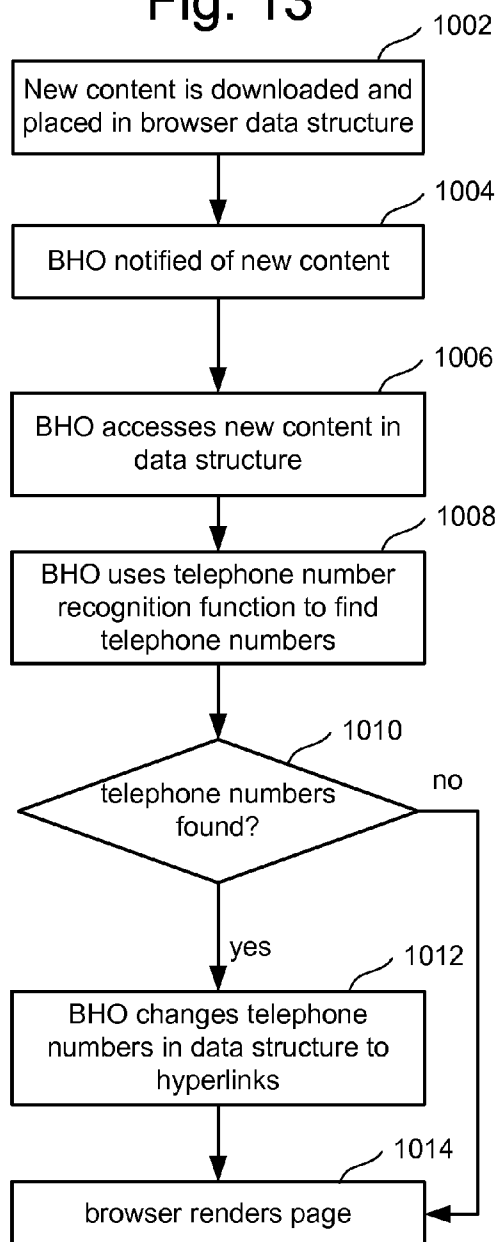 Fig. 13
1002
New content is downloaded and
placed in browser data structure
1004
BHO notified of new content
1006
BHO accesses new content in
data structure
1008
BHO uses telephone number
recognition function to find
telephone numbers
1010
telephone numbers
found?
no
yes
1012
BHO changes telephone
numbers in data structure to
hyperlinks
1014
browser renders page